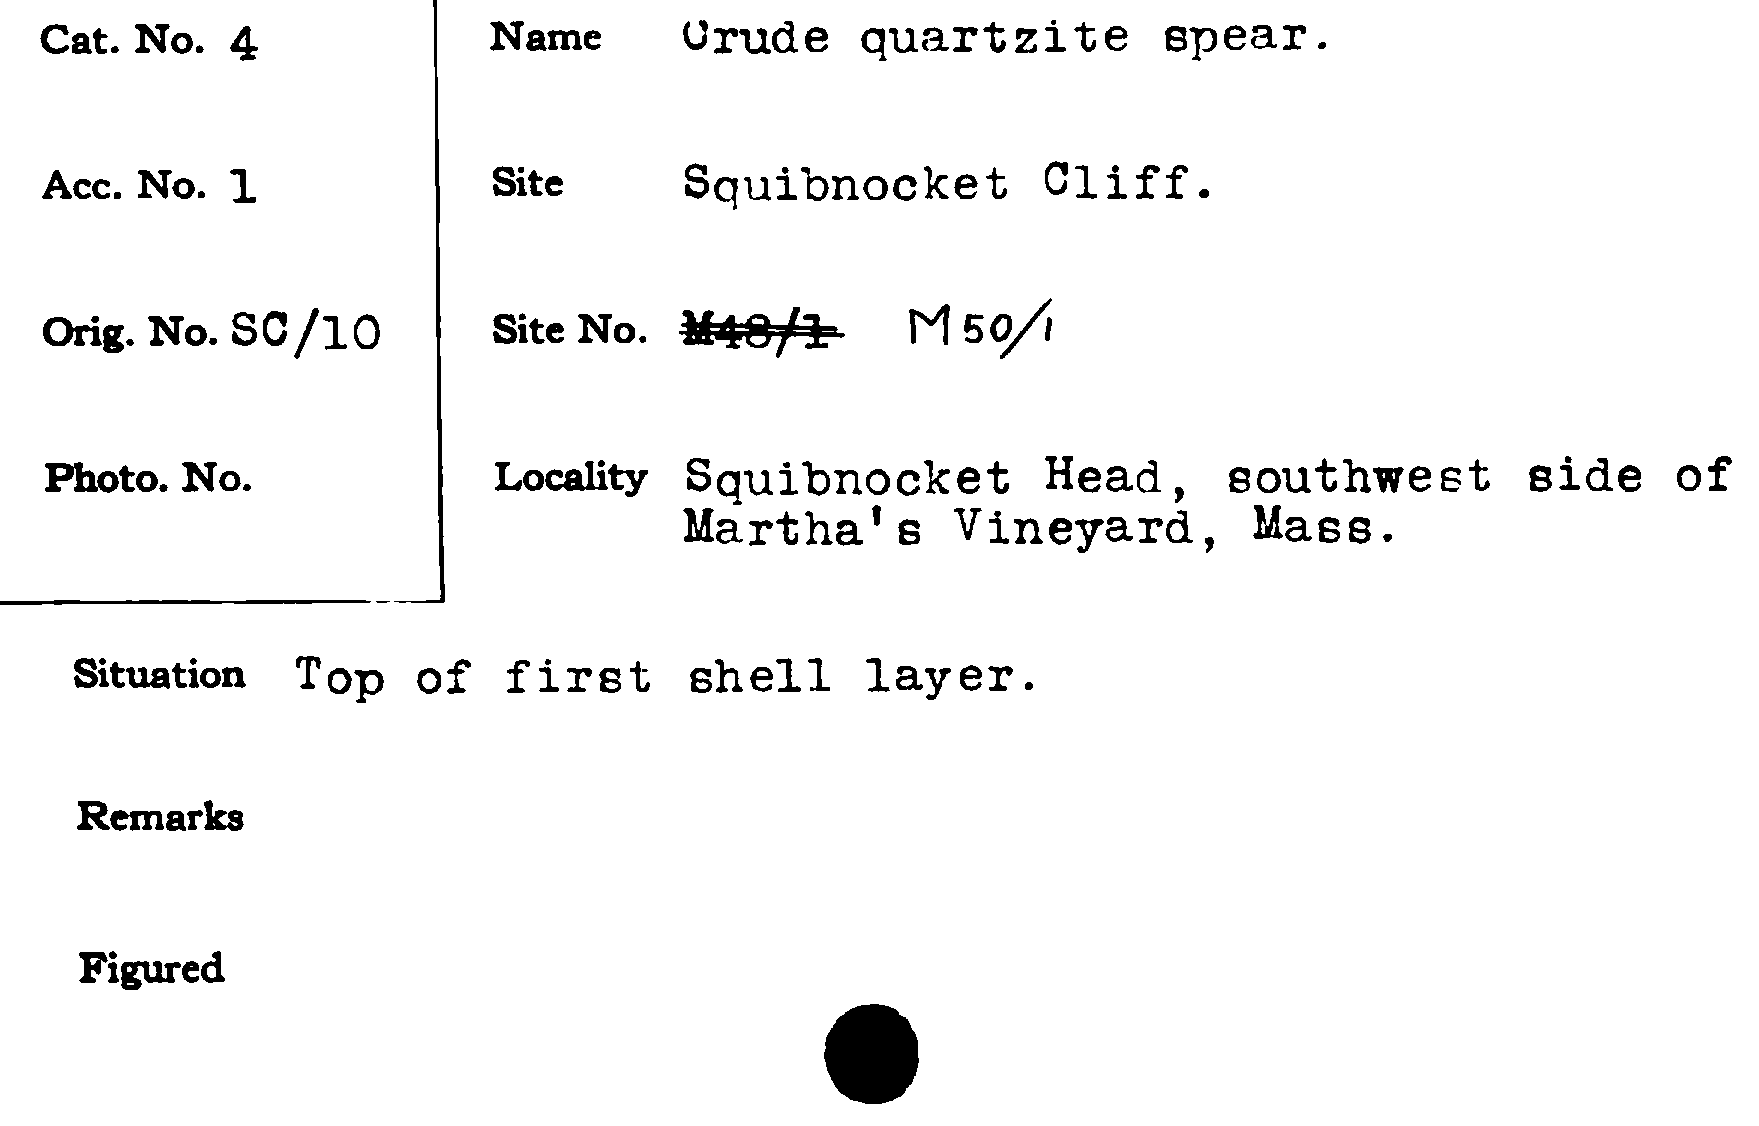 Cat. No. 4
Name Crude quartzite spear.
Acc. No. 1
Site Squibnocket Cliff.
Orig. No. SC/10
Site No. M48/1 M50/1
Photo. No.
Locality Squibnocket Head, southwest side of
Martha's Vineyard, Mass.
Situation Top of first shell layer.
Remarks
Figured